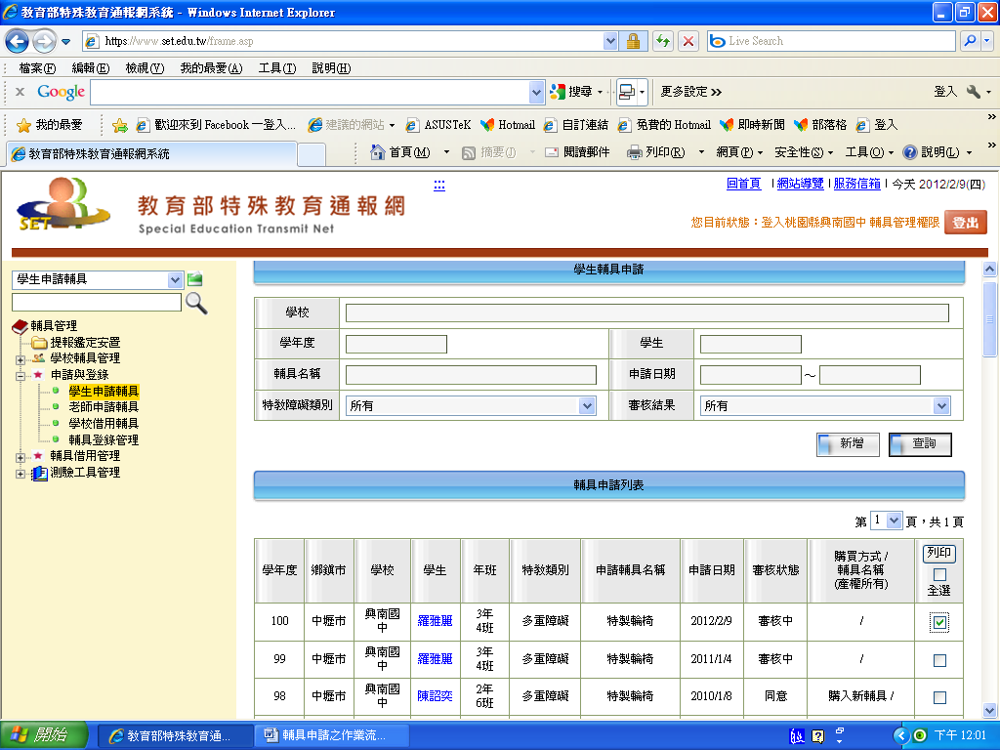 教育部特殊教育通報網系統 - Windows Internet Explorer
https://www.set.edu.tw/frame.asp
Live Search
檔案(F) 編輯(E) 檢視(V) 我的最愛(A) 工具(T) 說明(H)
x Google 搜尋 更多設定 >> 登入
我的最愛 歡迎來到 Facebook －登入... 建議的網站 ASUSTeK Hotmail 自訂連結 免費的 Hotmail 即時新聞 部落格 登入 >>
教育部特殊教育通報網系統 首頁(M) 摘要(J) 閱讀郵件 列印(R) 網頁(P) 安全性(S) 工具(O) 說明(L) >>
SET
教育部特殊教育通報網
Special Education Transmit Net
:::
回首頁 | 網站導覽 | 服務信箱 | 今天 2012/2/9(四)
您目前狀態：登入桃園縣興南國中 輔具管理權限 登出
學生申請輔具
輔具管理
提報鑑定安置
學校輔具管理
申請與登錄
學生申請輔具
老師申請輔具
學校借用輔具
輔具登錄管理
輔具借用管理
測驗工具管理
學生輔具申請
學校
學年度 學生
輔具名稱 申請日期 ～
特教障礙類別 所有 審核結果 所有
新增 查詢
輔具申請列表
第 1 頁，共 1 頁
學年度 鄉鎮市 學校 學生 年班 特教類別 申請輔具名稱 申請日期 審核狀態 購買方式 / 輔具名稱 (產權所有) 列印 全選
100 中壢市 興南國中 羅雅麗 3年4班 多重障礙 特製輪椅 2012/2/9 審核中 /
99 中壢市 興南國中 羅雅麗 3年4班 多重障礙 特製輪椅 2011/1/4 審核中 /
98 中壢市 興南國中 陳詔奕 2年6班 多重障礙 特製輪椅 2010/1/8 同意 購入新輔具 /
開始 教育部特殊教育通... 輔具申請之作業流... 下午 12:01